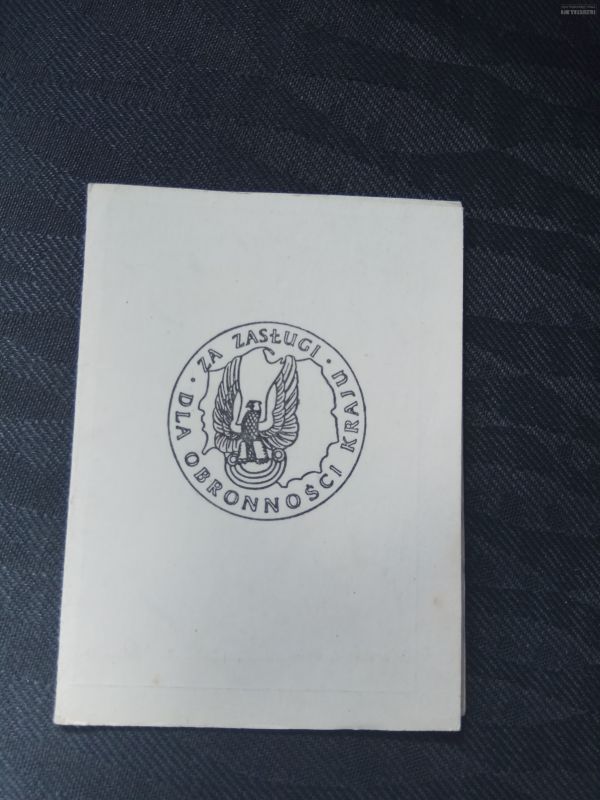 · ZA ZASŁUGI ·
DLA OBRONNOŚCI KRAJU